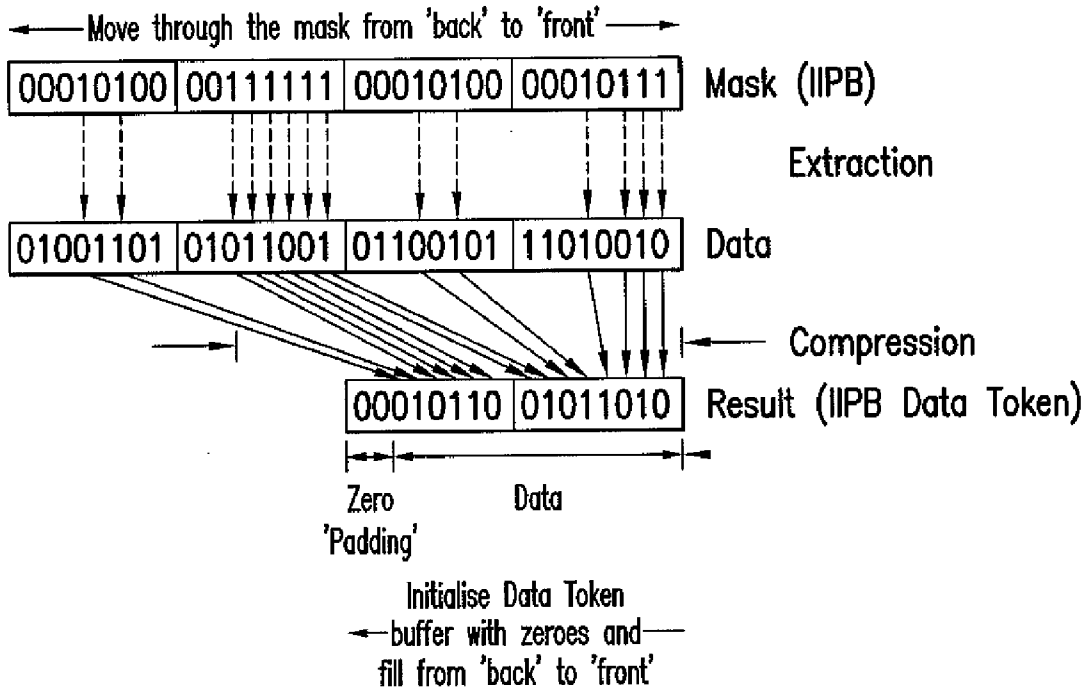 Move through the mask from 'back' to 'front'
00010100 00111111 00010100 00010111 Mask (IIPB)
Extraction
01001101 01011001 01100101 11010010 Data
Compression
00010110 01011010 Result (IIPB Data Token)
Zero Data
'Padding'
Initialise Data Token
buffer with zeroes and
fill from 'back' to 'front'